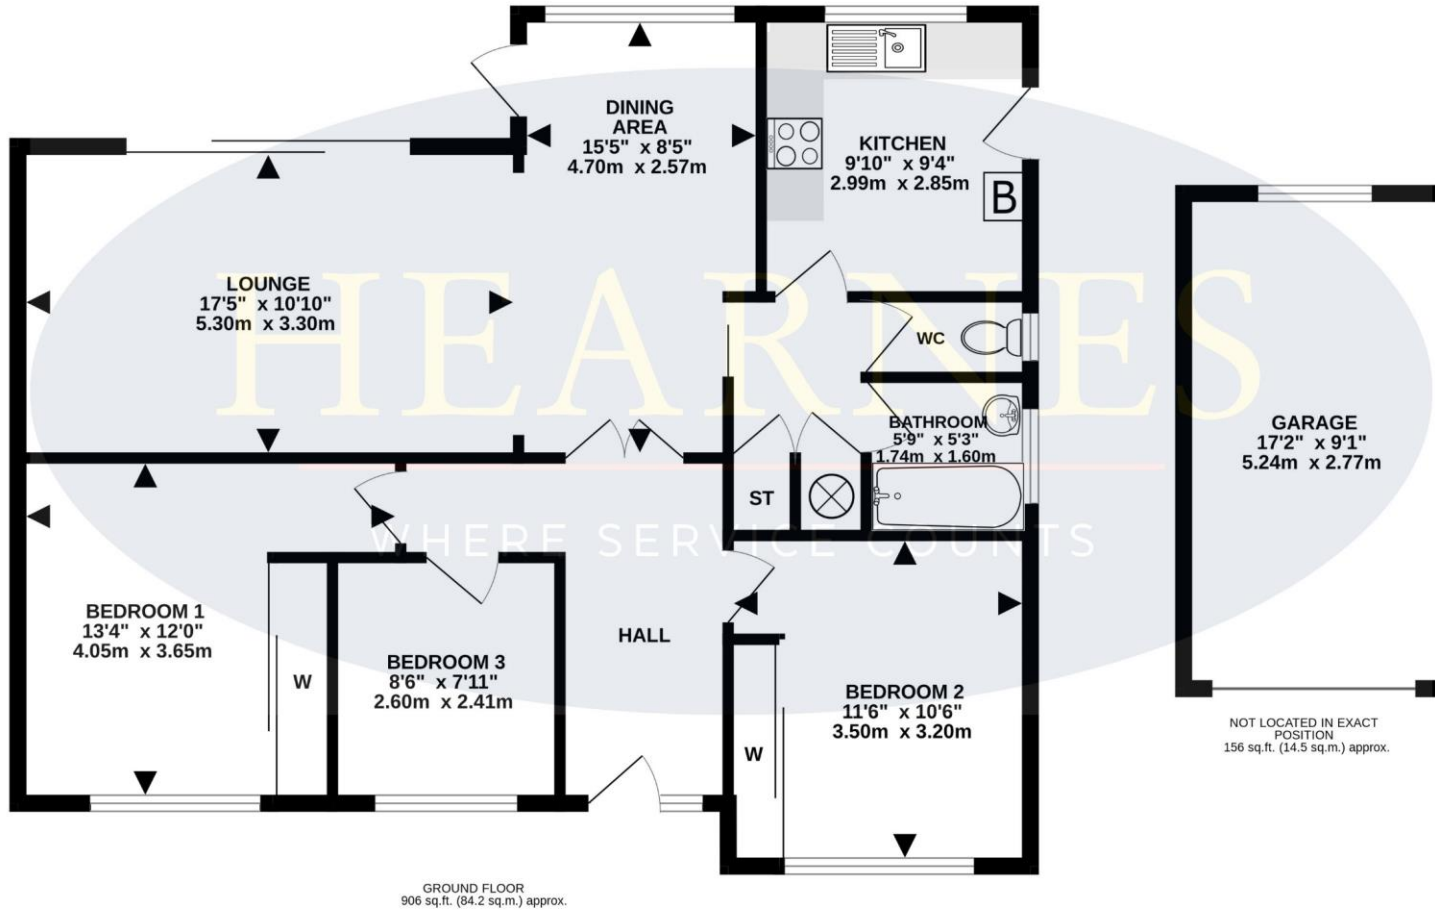 DINING
AREA
15'5" x 8'5"
4.70m x 2.57m
KITCHEN
9'10" x 9'4"
2.99m x 2.85m
B
LOUNGE
17'5" x 10'10"
5.30m x 3.30m
HEARNES
WC
BATHROOM
5'9" x 5'3"
1.74m x 1.60m
GARAGE
17'2" x 9'1"
5.24m x 2.77m
ST
WHERE SERVICE COUNTS
BEDROOM 1
13'4" x 12'0"
4.05m x 3.65m
W
BEDROOM 3
8'6" x 7'11"
2.60m x 2.41m
HALL
BEDROOM 2
11'6" x 10'6"
3.50m x 3.20m
W
NOT LOCATED IN EXACT
POSITION
156 sq.ft. (14.5 sq.m.) approx.
GROUND FLOOR
906 sq.ft. (84.2 sq.m.) approx.